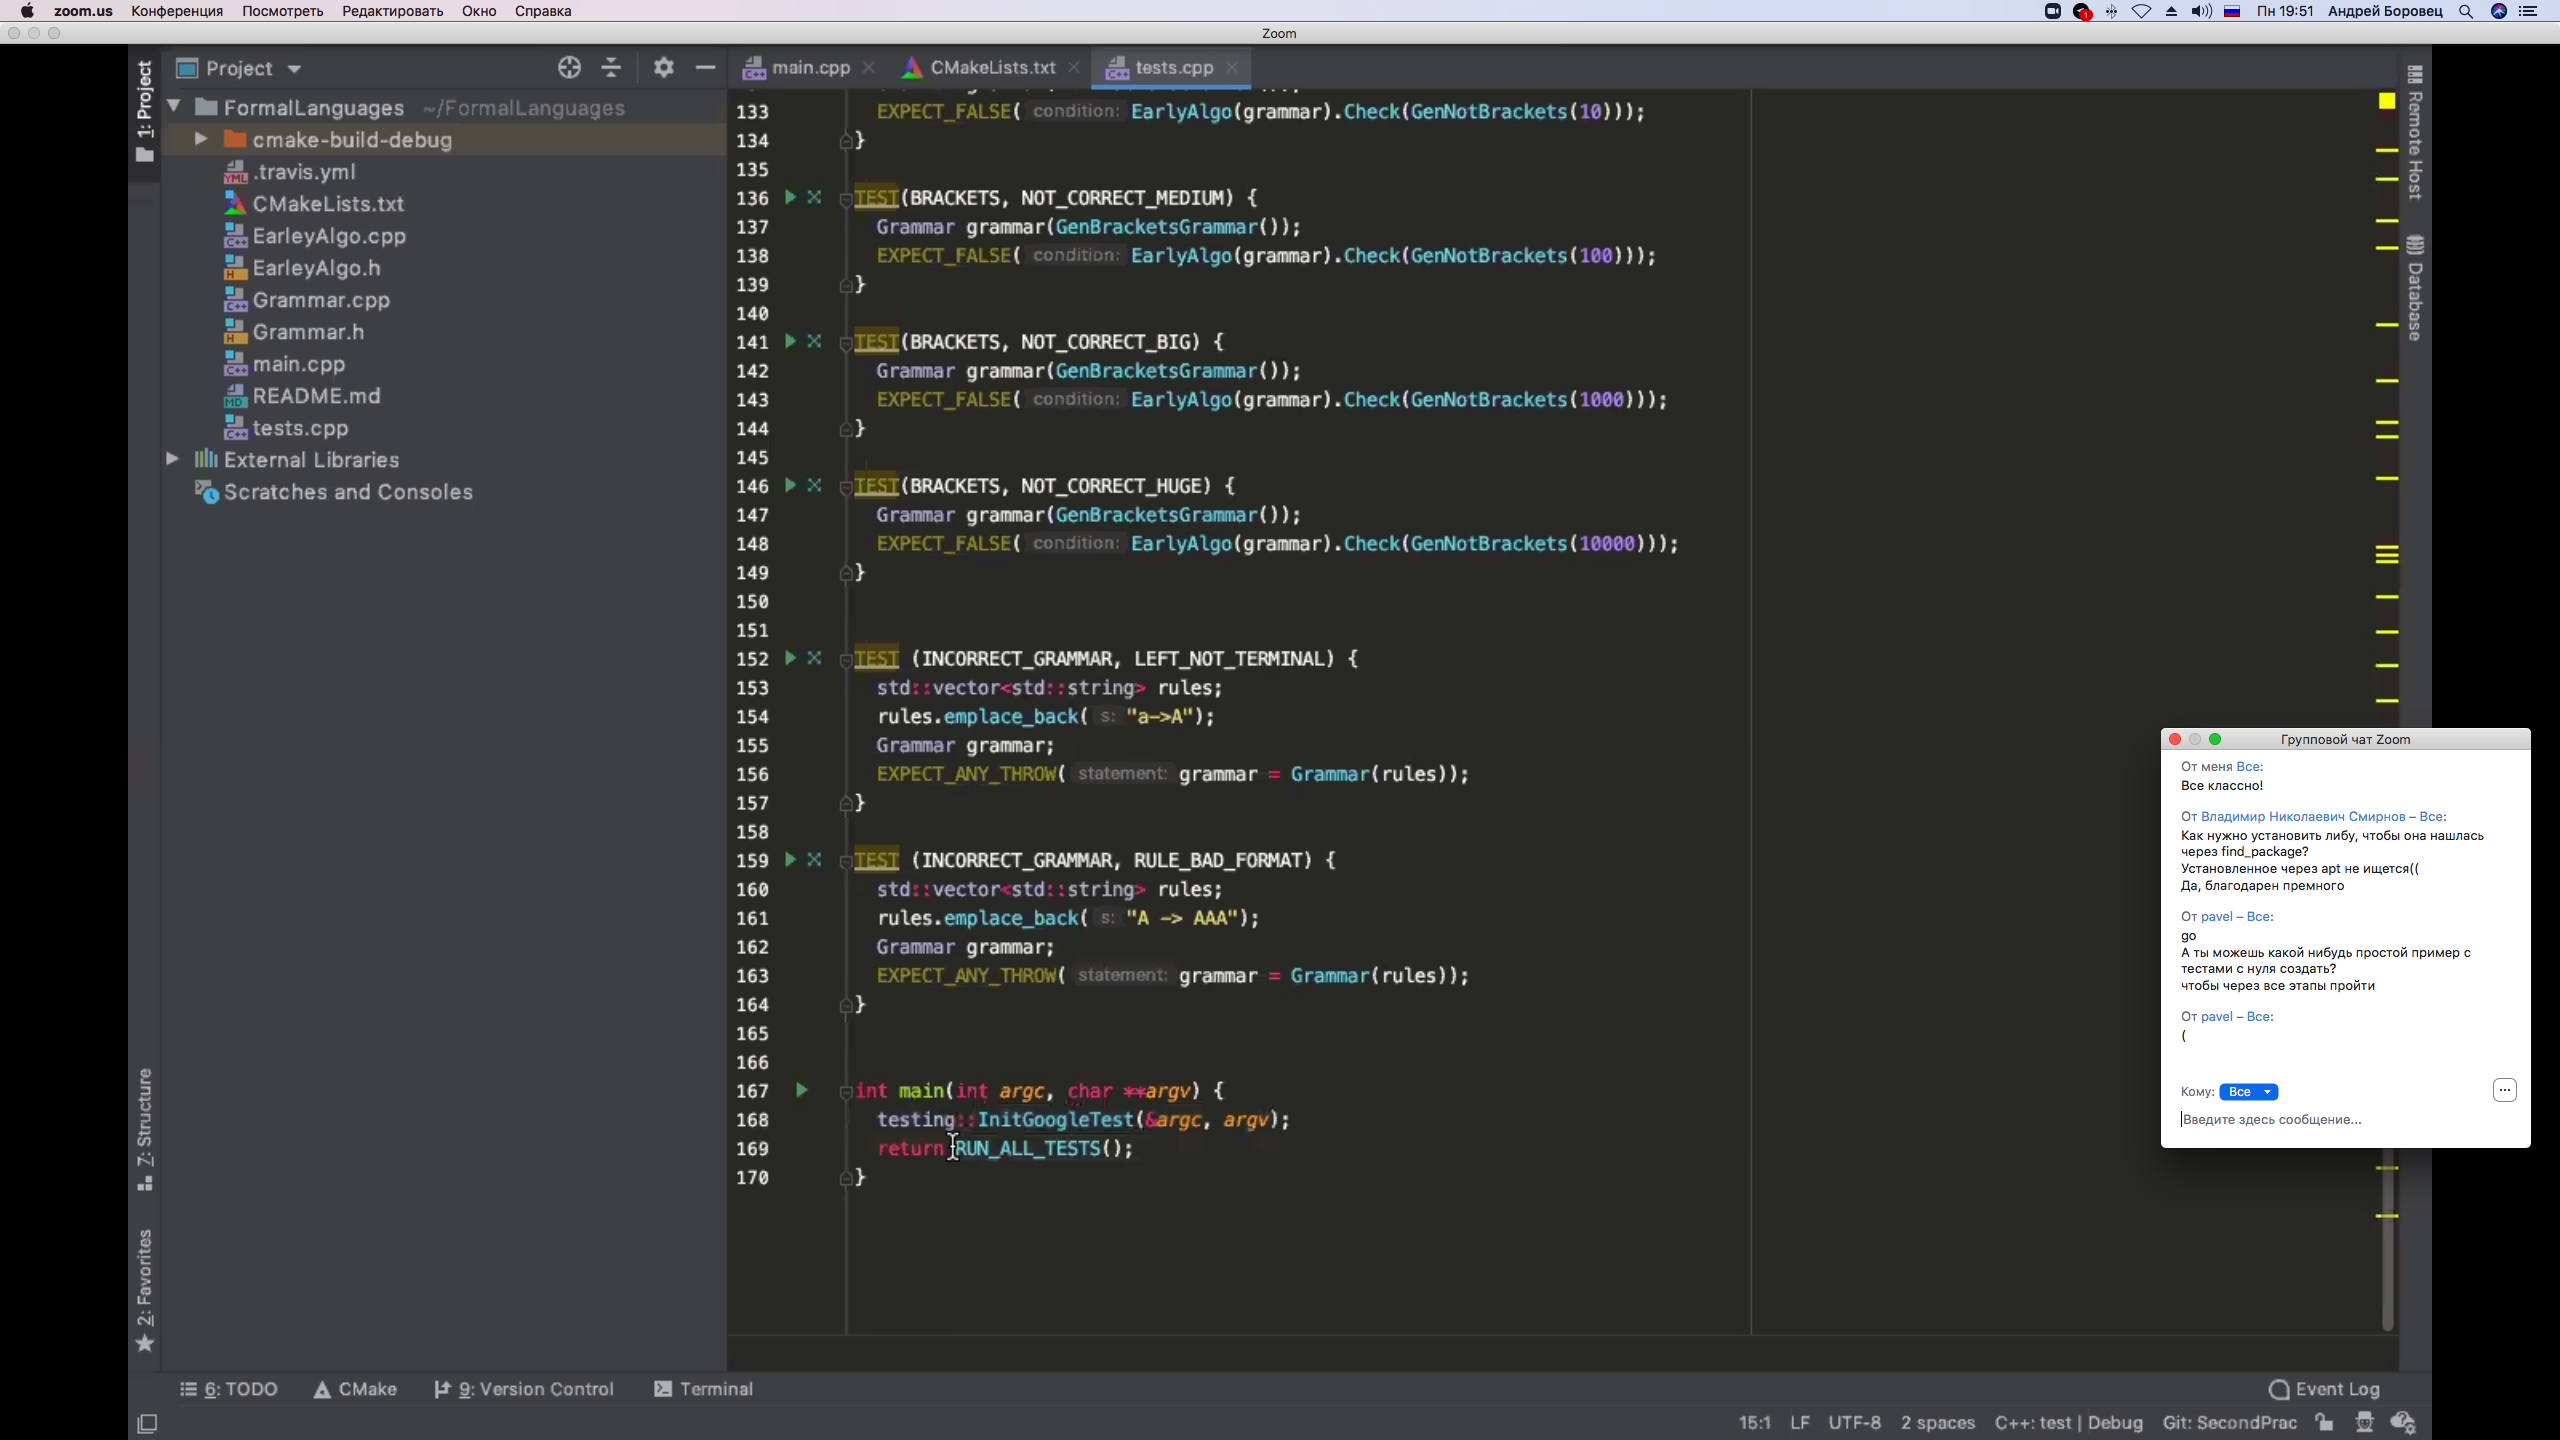 zoom.us Конференция Посмотреть Редактировать Окно Справка
1 Пн 19:51 Андрей Боровец
Zoom
1: Project
Project
main.cpp
CMakeLists.txt
tests.cpp
FormalLanguages ~/FormalLanguages
cmake-build-debug
.travis.yml
CMakeLists.txt
EarleyAlgo.cpp
EarleyAlgo.h
Grammar.cpp
Grammar.h
main.cpp
README.md
tests.cpp
External Libraries
Scratches and Consoles
133 EXPECT_FALSE( condition: EarlyAlgo(grammar).Check(GenNotBrackets(10)));
134 }
135
136 TEST(BRACKETS, NOT_CORRECT_MEDIUM) {
137 Grammar grammar(GenBracketsGrammar());
138 EXPECT_FALSE( condition: EarlyAlgo(grammar).Check(GenNotBrackets(100)));
139 }
140
141 TEST(BRACKETS, NOT_CORRECT_BIG) {
142 Grammar grammar(GenBracketsGrammar());
143 EXPECT_FALSE( condition: EarlyAlgo(grammar).Check(GenNotBrackets(1000)));
144 }
145
146 TEST(BRACKETS, NOT_CORRECT_HUGE) {
147 Grammar grammar(GenBracketsGrammar());
148 EXPECT_FALSE( condition: EarlyAlgo(grammar).Check(GenNotBrackets(10000)));
149 }
150
151
152 TEST (INCORRECT_GRAMMAR, LEFT_NOT_TERMINAL) {
153 std::vector<std::string> rules;
154 rules.emplace_back( s: "a->A");
155 Grammar grammar;
156 EXPECT_ANY_THROW( statement: grammar = Grammar(rules));
157 }
158
159 TEST (INCORRECT_GRAMMAR, RULE_BAD_FORMAT) {
160 std::vector<std::string> rules;
161 rules.emplace_back( s: "A -> AAA");
162 Grammar grammar;
163 EXPECT_ANY_THROW( statement: grammar = Grammar(rules));
164 }
165
166
167 int main(int argc, char **argv) {
168 testing::InitGoogleTest(&argc, argv);
169 return RUN_ALL_TESTS();
170 }
Remote Host
Database
Групповой чат Zoom
От меня Все:
Все классно!
От Владимир Николаевич Смирнов – Все:
Как нужно установить либу, чтобы она нашлась
через find_package?
Установленное через apt не ищется((
Да, благодарен премного
От pavel – Все:
go
А ты можешь какой нибудь простой пример с
тестами с нуля создать?
чтобы через все этапы пройти
От pavel – Все:
(
Кому: Все
Введите здесь сообщение...
7: Structure
2: Favorites
6: TODO CMake 9: Version Control Terminal
Event Log
15:1 LF UTF-8 2 spaces C++: test | Debug Git: SecondPrac